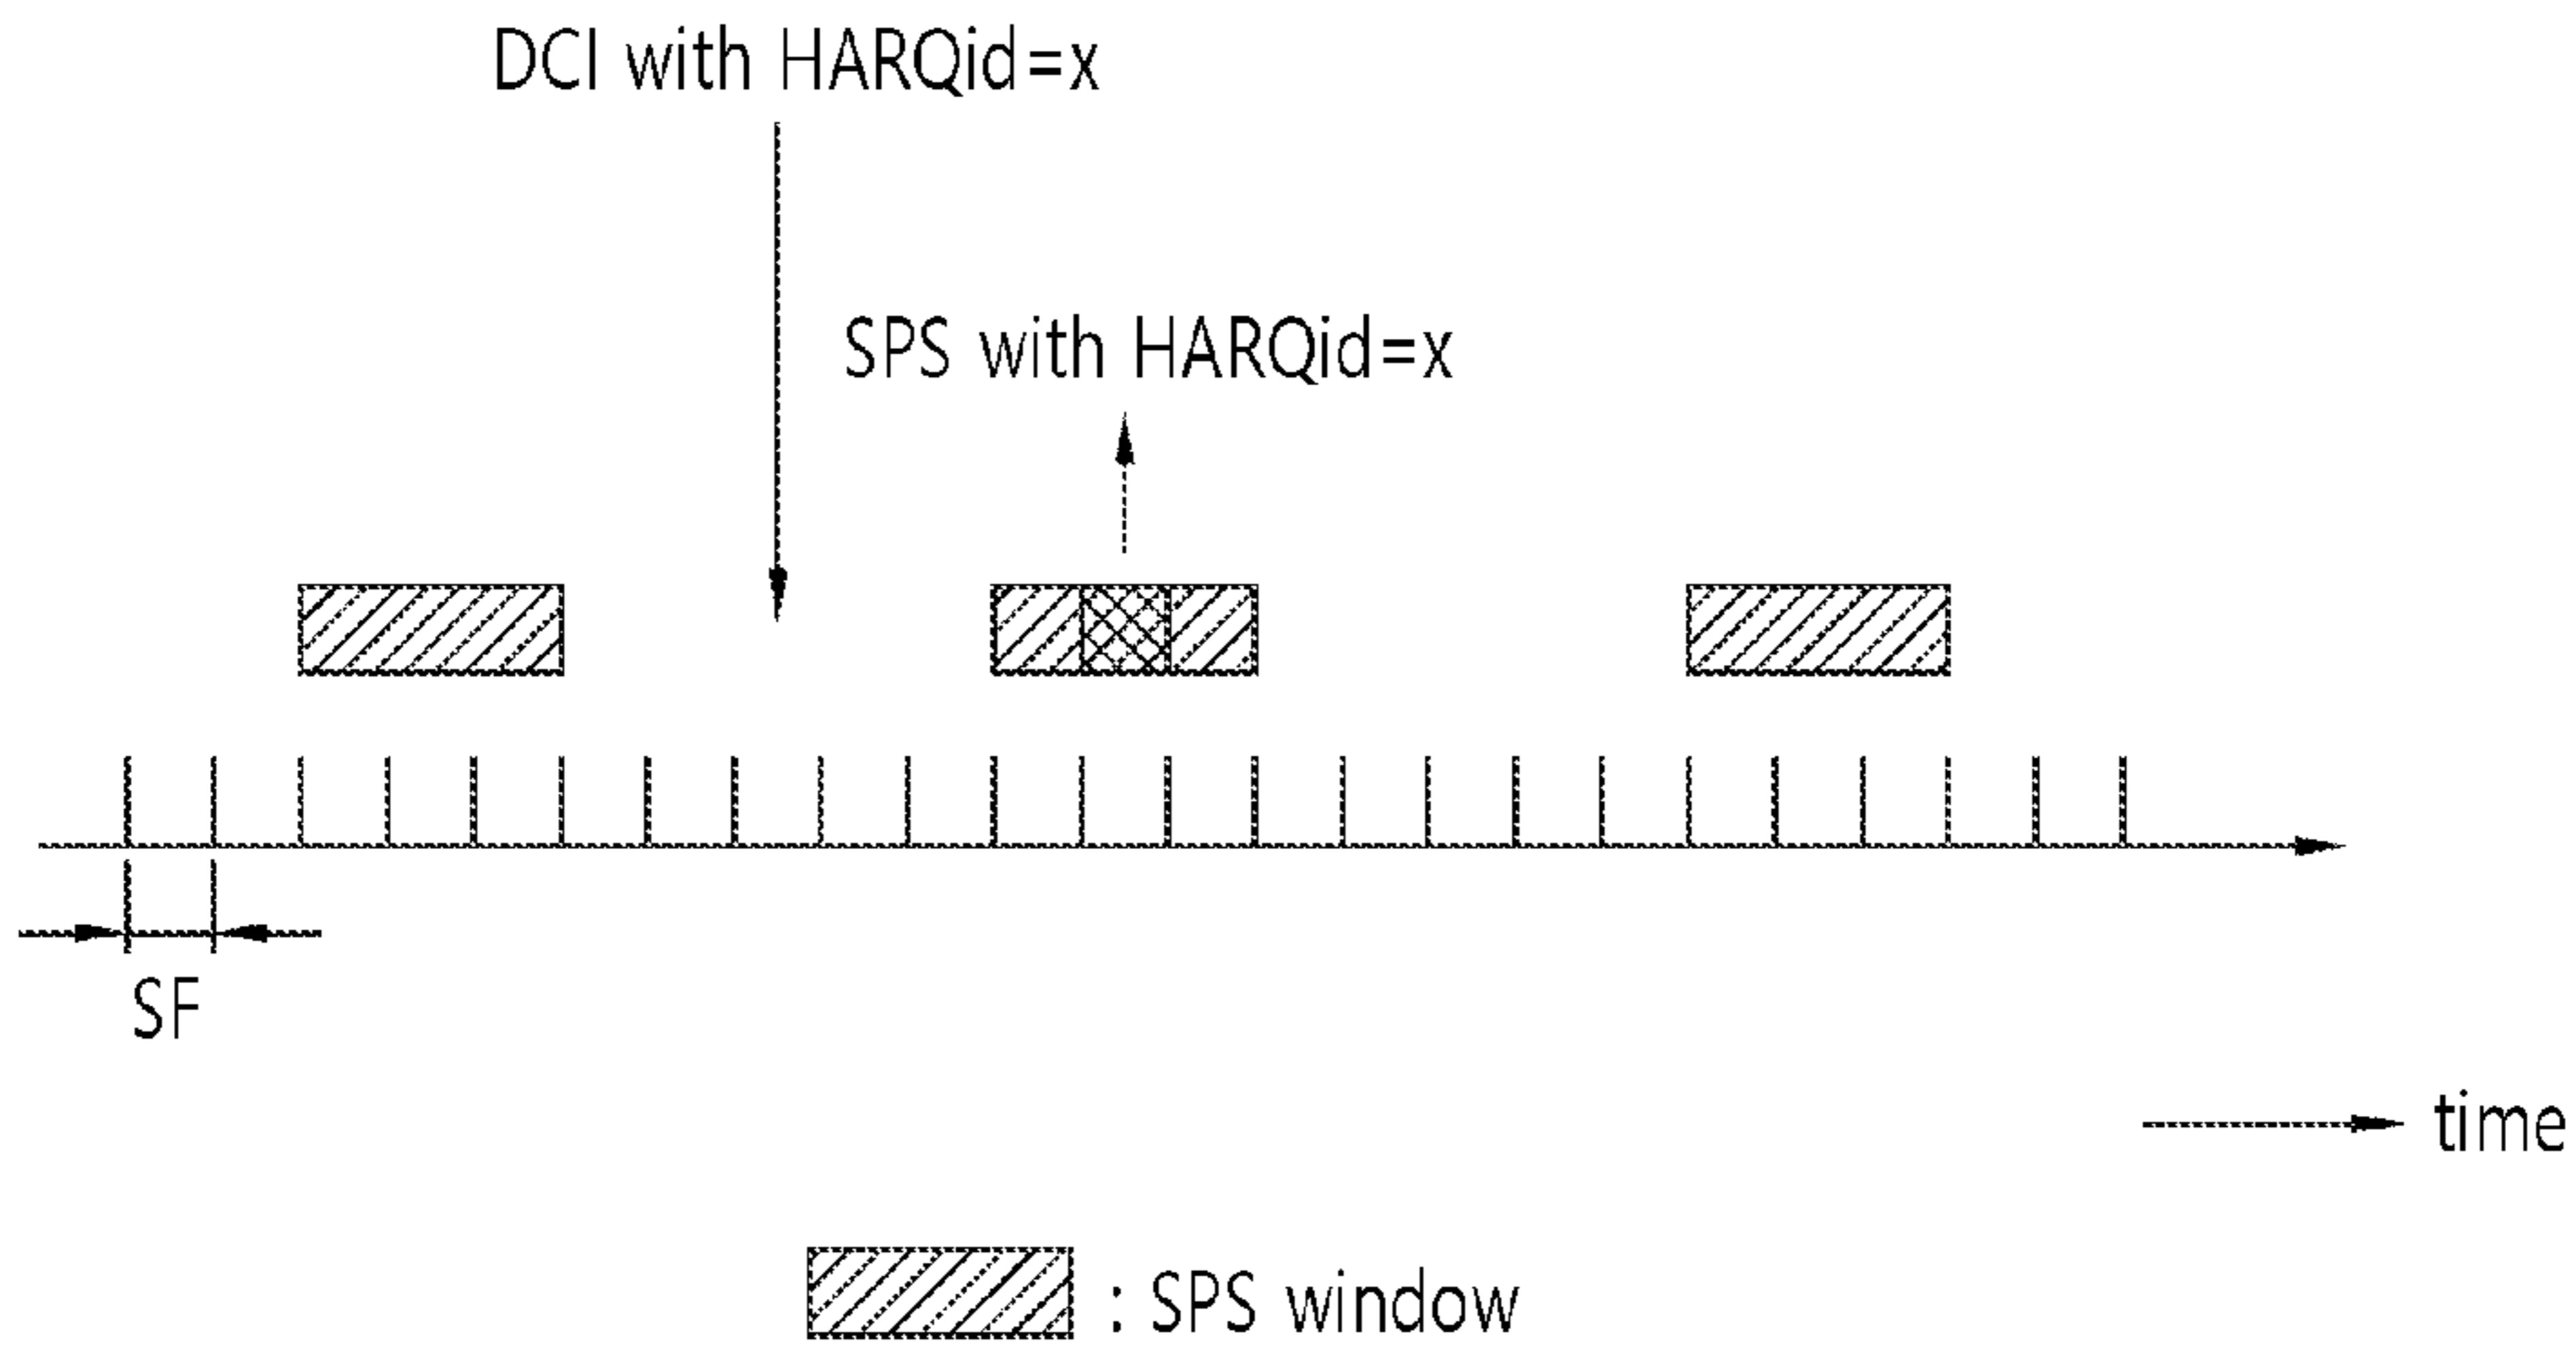 DCI with HARQid=x
SPS with HARQid=x
SF
time
: SPS window